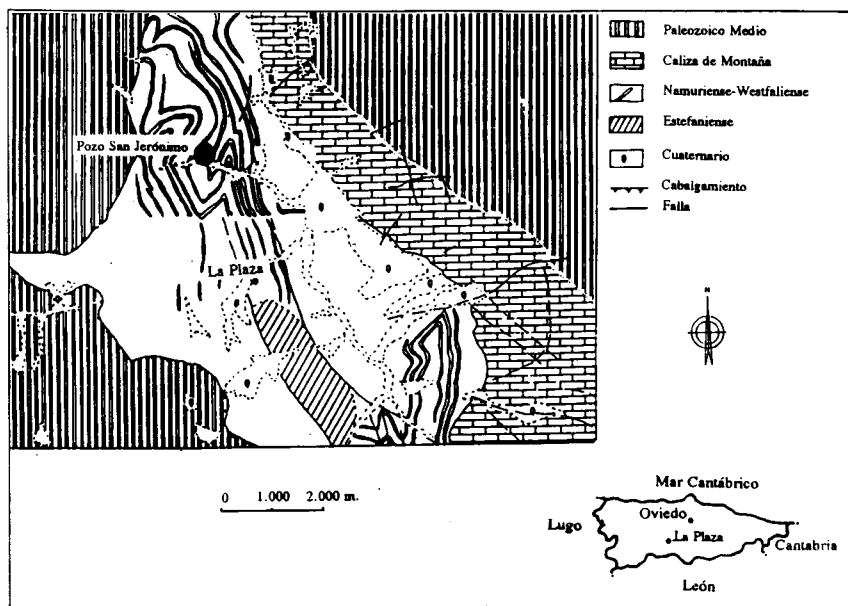 Paleozoico Medio
Caliza de Montaña
Namuriense-Westfaliense
Estefaniense
Cuaternario
Cabalgamiento
Falla
Pozo San Jerónimo
La Plaza
N
0 1.000 2.000 m.
Mar Cantábrico
Oviedo
Lugo
La Plaza
Cantabria
León